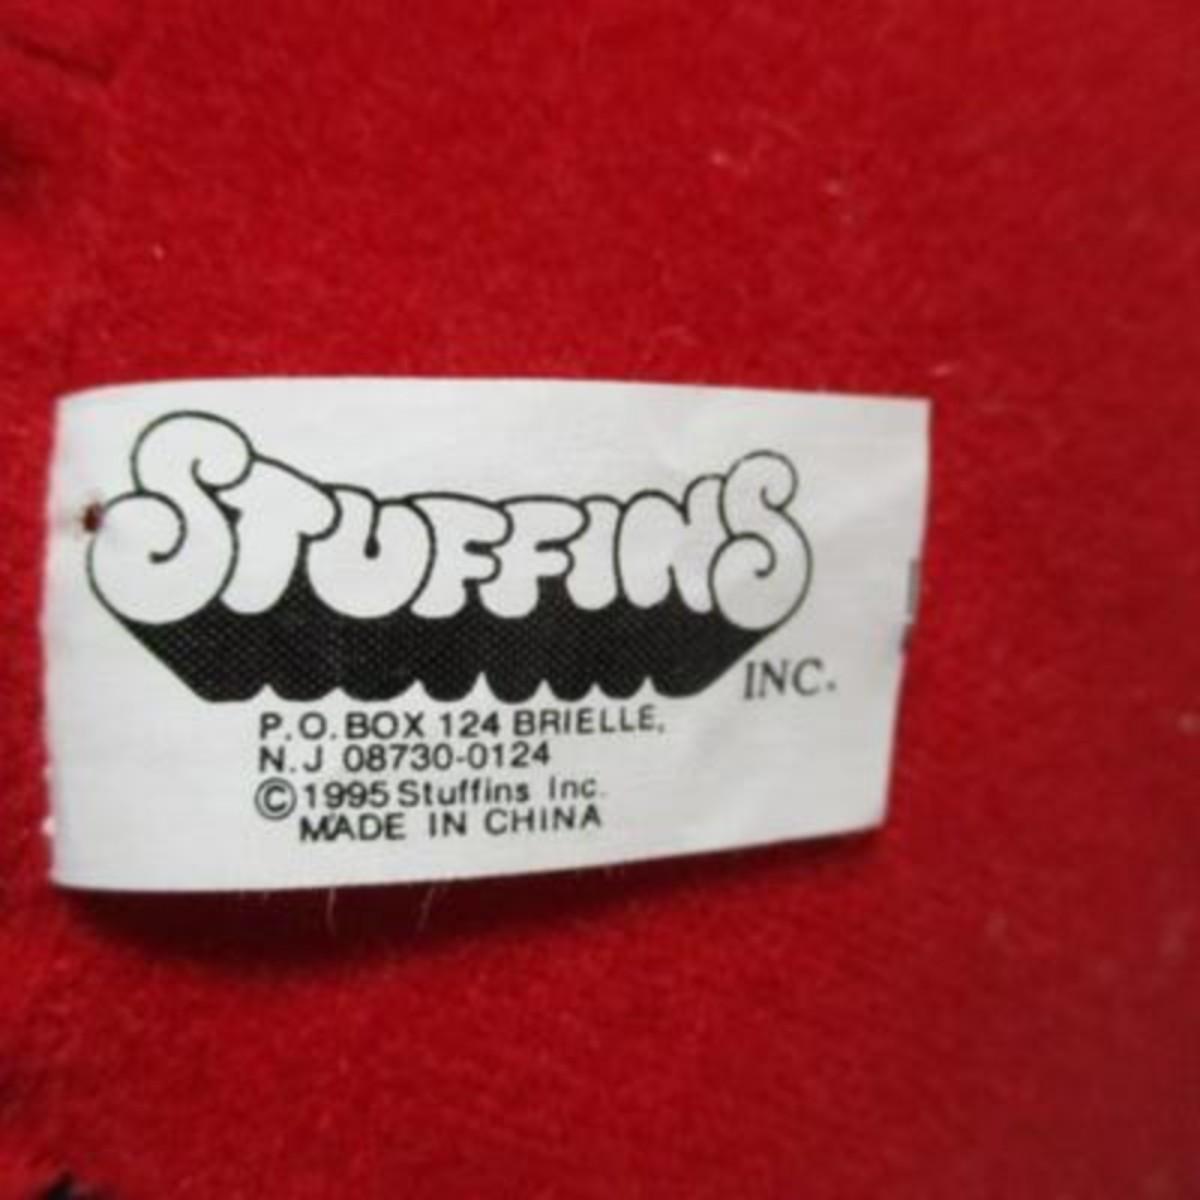 STUFFINS
INC.
P.O. BOX 124 BRIELLE,
N.J 08730-0124
©1995 Stuffins Inc.
MADE IN CHINA